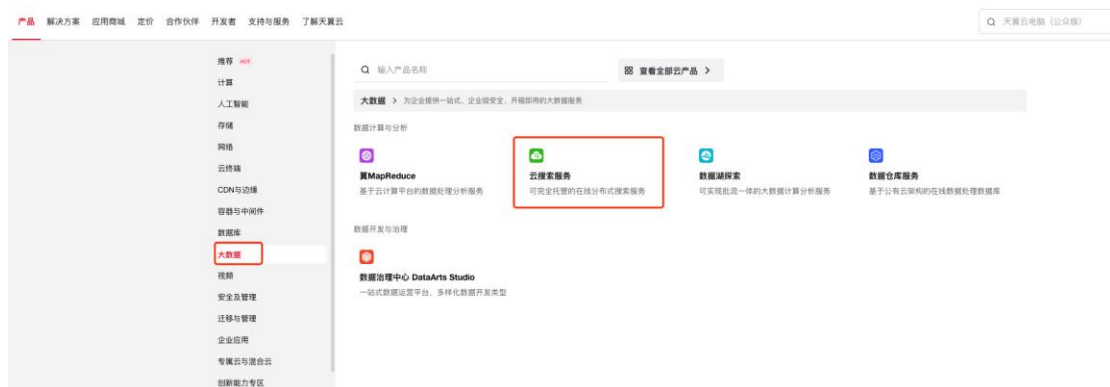 产品 解决方案 应用商城 定价 合作伙伴 开发者 支持与服务 了解天翼云
天翼云电脑（公众版）
推荐 HOT
计算
人工智能
存储
网络
云终端
CDN与边缘
容器与中间件
数据库
大数据
视频
安全及管理
迁移与管理
企业应用
专属云与混合云
创新能力专区
输入产品名称
查看全部云产品 >
大数据 > 为企业提供一站式、企业级安全、开箱即用的大数据服务
数据计算与分析
翼MapReduce
基于云计算平台的数据处理分析服务
云搜索服务
可完全托管的在线分布式搜索服务
数据湖探索
可实现批流一体的大数据计算分析服务
数据仓库服务
基于公有云架构的在线数据处理数据库
数据开发与治理
数据治理中心 DataArts Studio
一站式数据运营平台，多样化数据开发类型